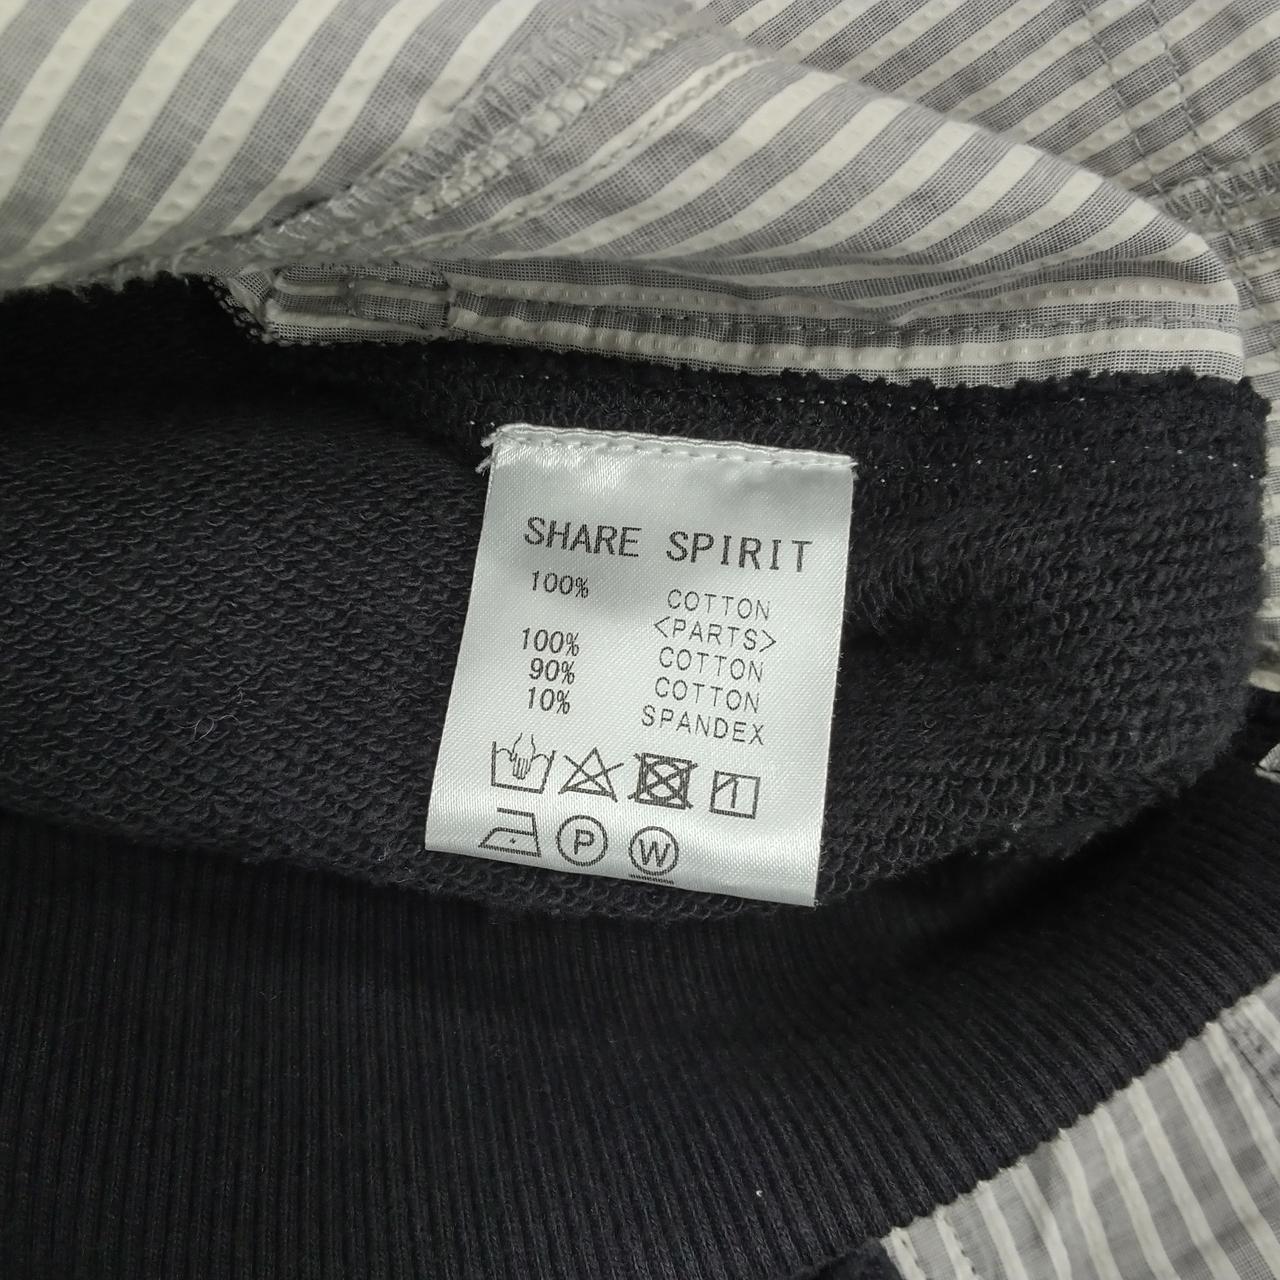 SHARE SPIRIT
100% COTTON
<PARTS>
100% COTTON
90% COTTON
10% SPANDEX
P W